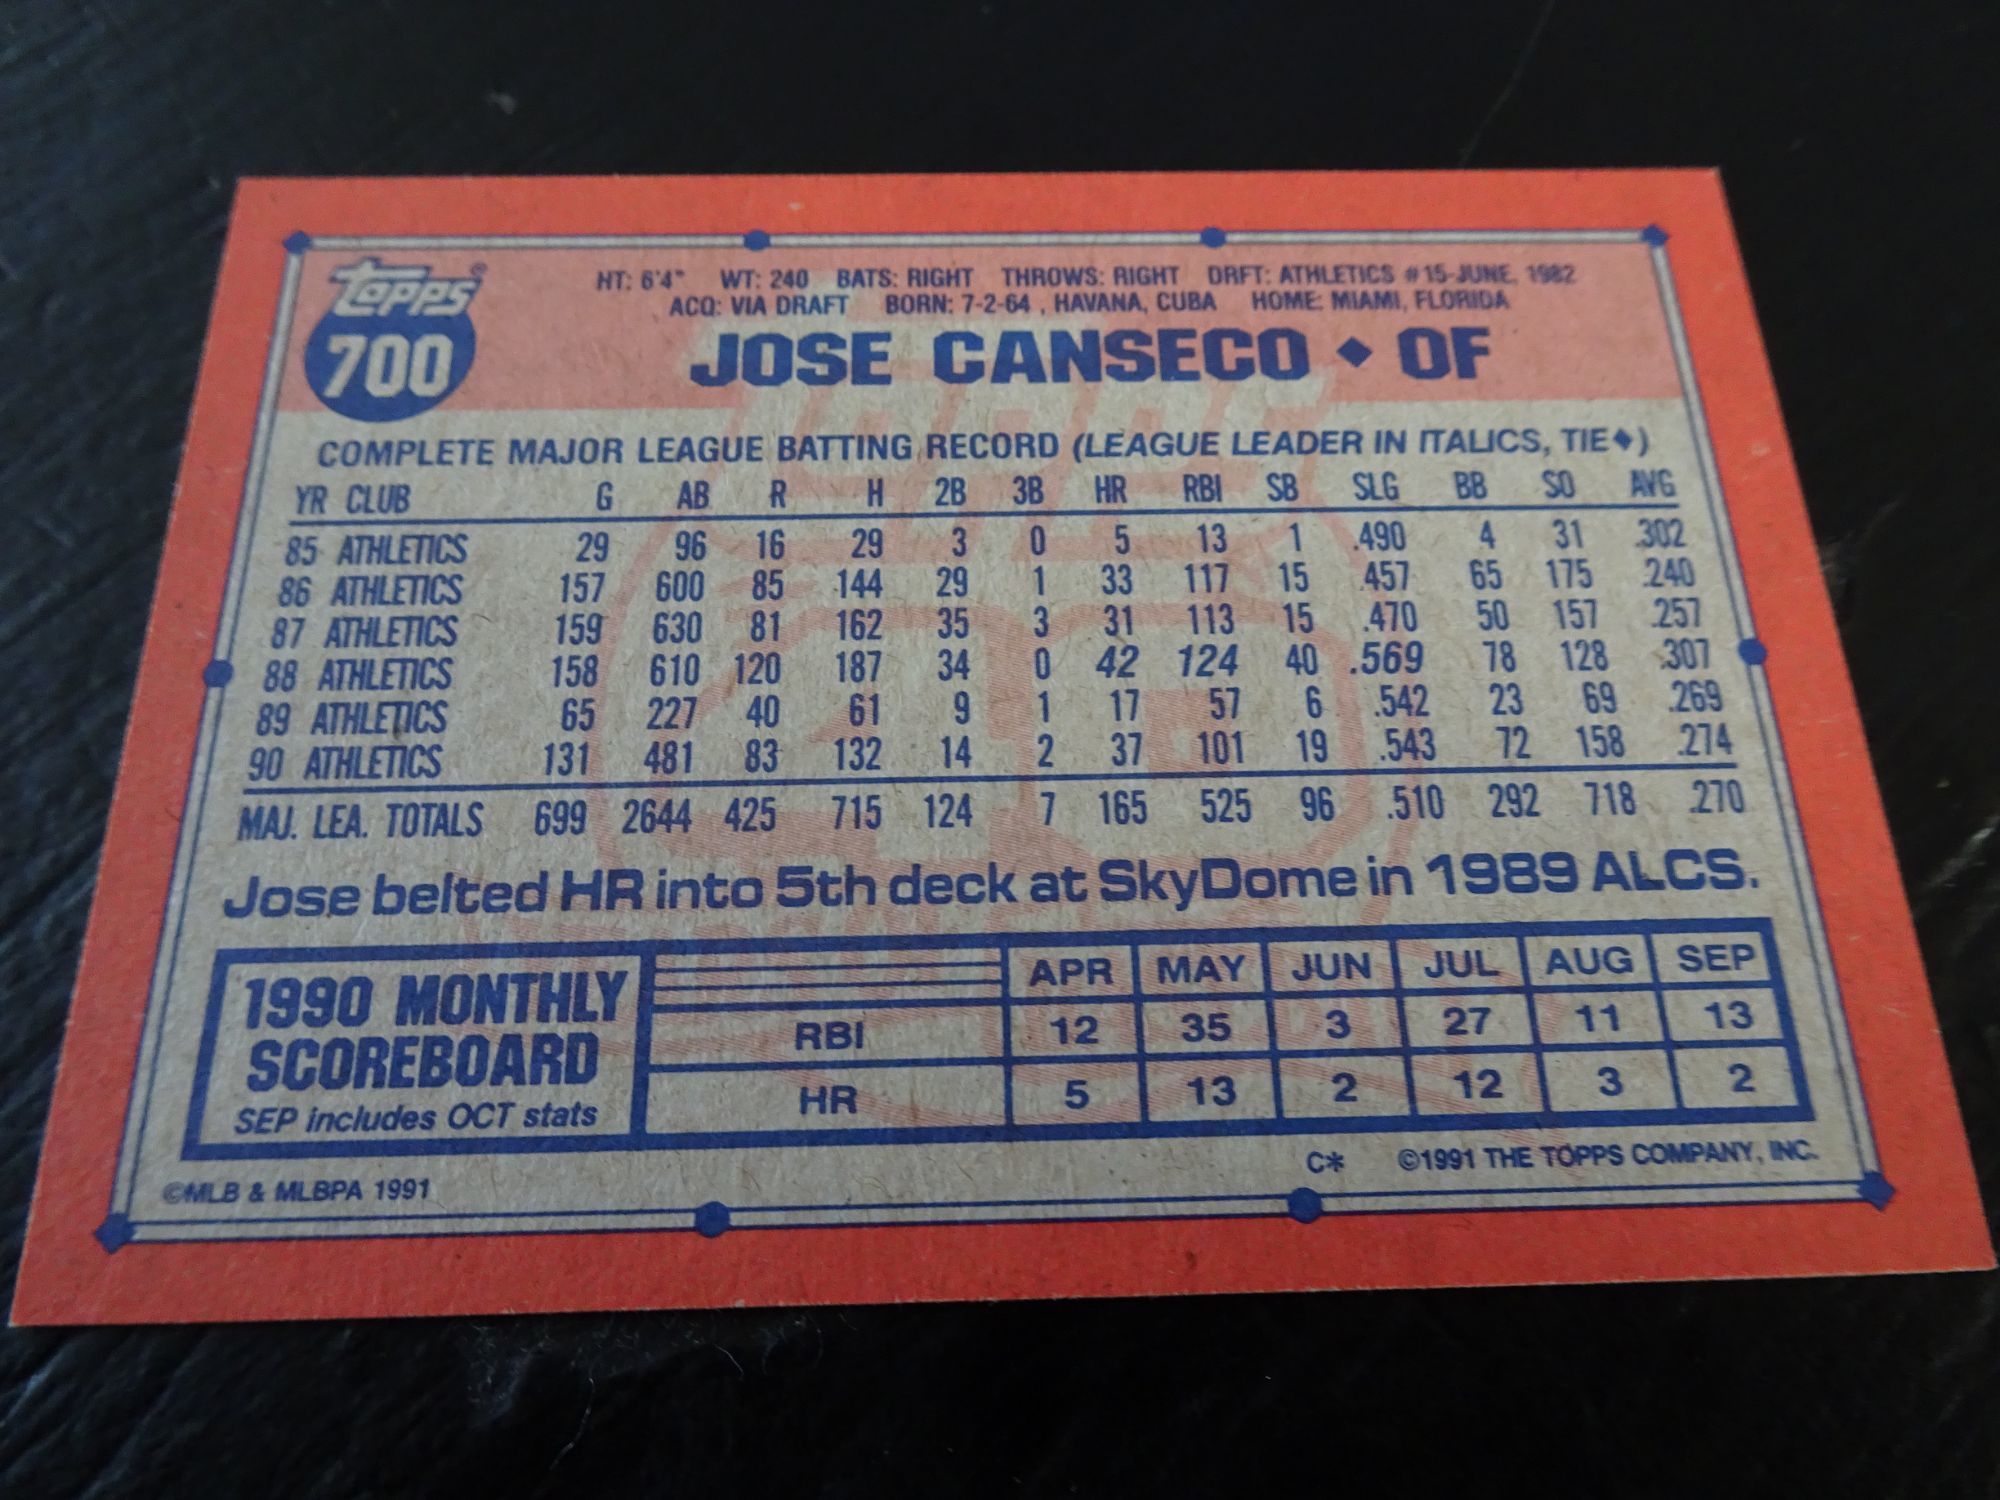 Topps®
700
HT: 6'4" WT: 240 BATS: RIGHT THROWS: RIGHT DRFT: ATHLETICS #15-JUNE, 1982
ACQ: VIA DRAFT BORN: 7-2-64 , HAVANA, CUBA HOME: MIAMI, FLORIDA
JOSE CANSECO ◆ OF
COMPLETE MAJOR LEAGUE BATTING RECORD (LEAGUE LEADER IN ITALICS, TIE◆)
YR CLUB G AB R H 2B 3B HR RBI SB SLG BB SO AVG
85 ATHLETICS 29 96 16 29 3 0 5 13 1 .490 4 31 .302
86 ATHLETICS 157 600 85 144 29 1 33 117 15 .457 65 175 .240
87 ATHLETICS 159 630 81 162 35 3 31 113 15 .470 50 157 .257
88 ATHLETICS 158 610 120 187 34 0 42 124 40 .569 78 128 .307
89 ATHLETICS 65 227 40 61 9 1 17 57 6 .542 23 69 .269
90 ATHLETICS 131 481 83 132 14 2 37 101 19 .543 72 158 .274
MAJ. LEA. TOTALS 699 2644 425 715 124 7 165 525 96 .510 292 718 .270
Jose belted HR into 5th deck at SkyDome in 1989 ALCS.
1990 MONTHLY
SCOREBOARD
SEP includes OCT stats
APR MAY JUN JUL AUG SEP
RBI 12 35 3 27 11 13
HR 5 13 2 12 3 2
©MLB & MLBPA 1991
C* ©1991 THE TOPPS COMPANY, INC.